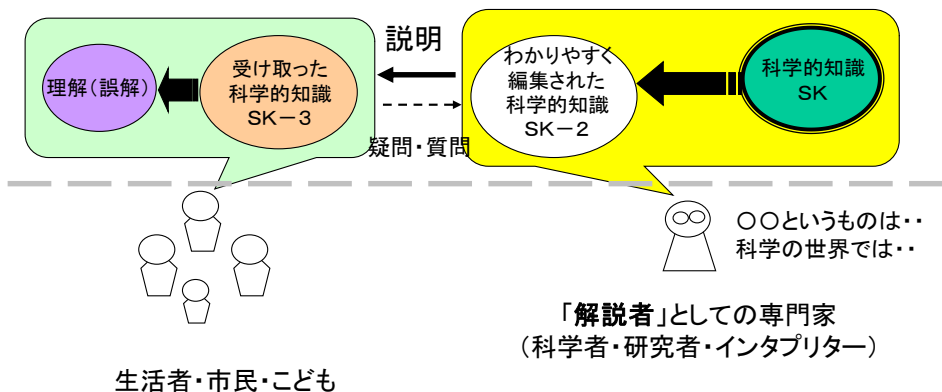 理解(誤解)
受け取った
科学的知識
SK－3
説明
疑問・質問
わかりやすく
編集された
科学的知識
SK－2
科学的知識
SK
〇〇というものは・・
科学の世界では・・
「解説者」としての専門家
(科学者・研究者・インタプリター)
生活者・市民・こども